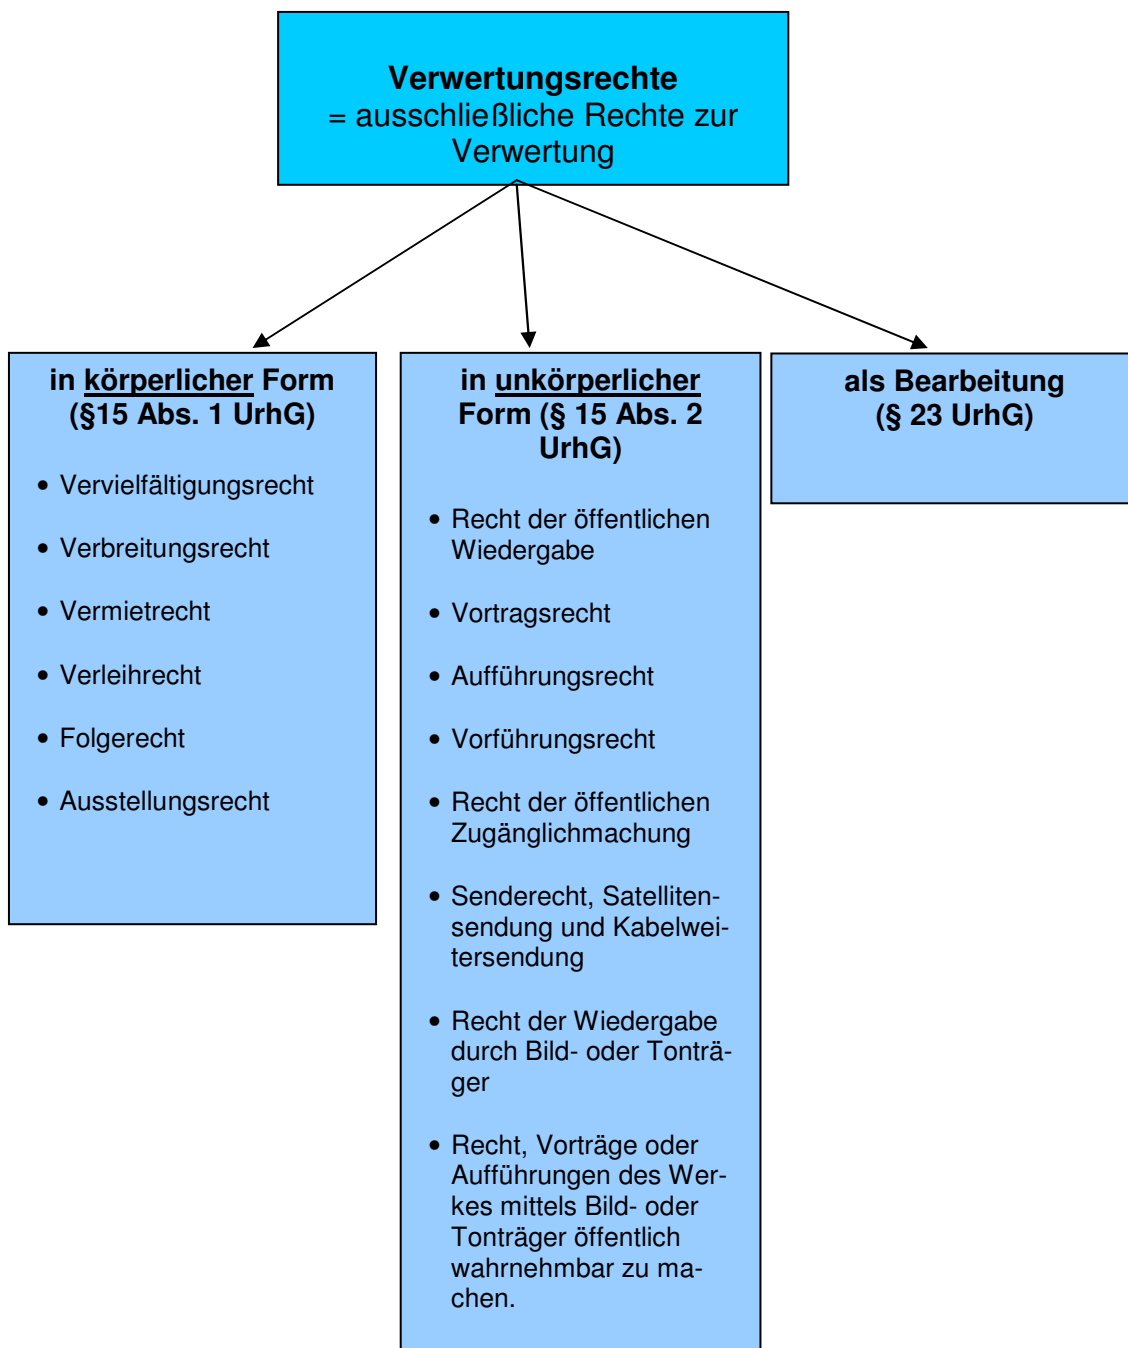 Verwertungsrechte
= ausschließliche Rechte zur
Verwertung
in körperlicher Form
(§15 Abs. 1 UrhG)
• Vervielfältigungsrecht
• Verbreitungsrecht
• Vermietrecht
• Verleihrecht
• Folgerecht
• Ausstellungsrecht
in unkörperlicher
Form (§ 15 Abs. 2
UrhG)
• Recht der öffentlichen
Wiedergabe
• Vortragsrecht
• Aufführungsrecht
• Vorführungsrecht
• Recht der öffentlichen
Zugänglichmachung
• Senderecht, Satelliten-
sendung und Kabelwei-
tersendung
• Recht der Wiedergabe
durch Bild- oder Tonträ-
ger
• Recht, Vorträge oder
Aufführungen des Wer-
kes mittels Bild- oder
Tonträger öffentlich
wahrnehmbar zu ma-
chen.
als Bearbeitung
(§ 23 UrhG)